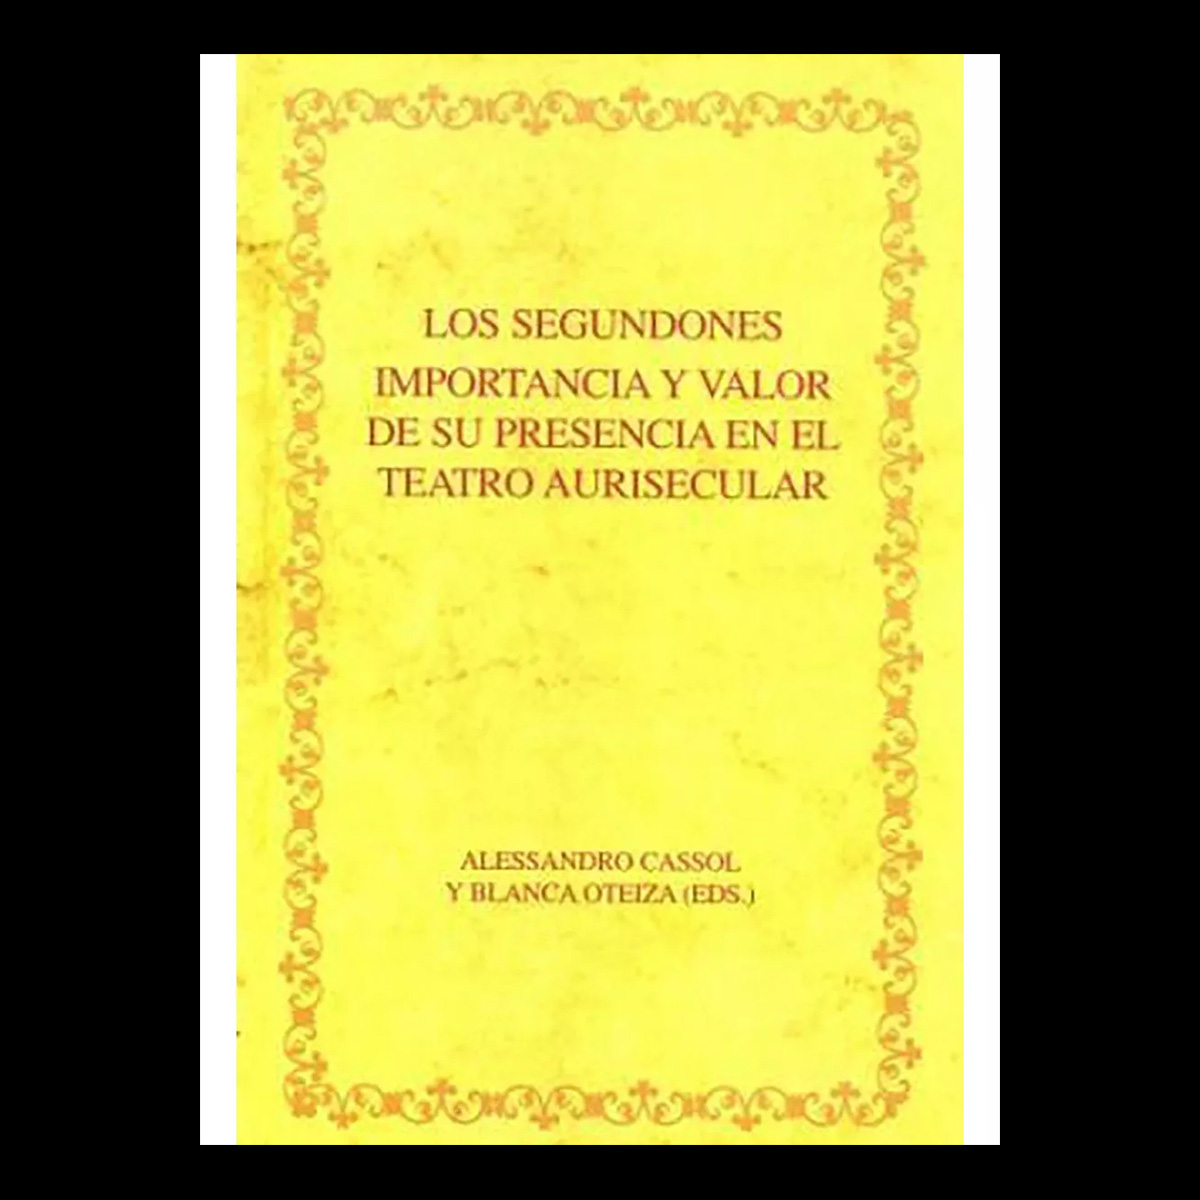 LOS SEGUNDONES
IMPORTANCIA Y VALOR
DE SU PRESENCIA EN EL
TEATRO AURISECULAR
ALESSANDRO CASSOL
Y BLANCA OTEIZA (EDS.)